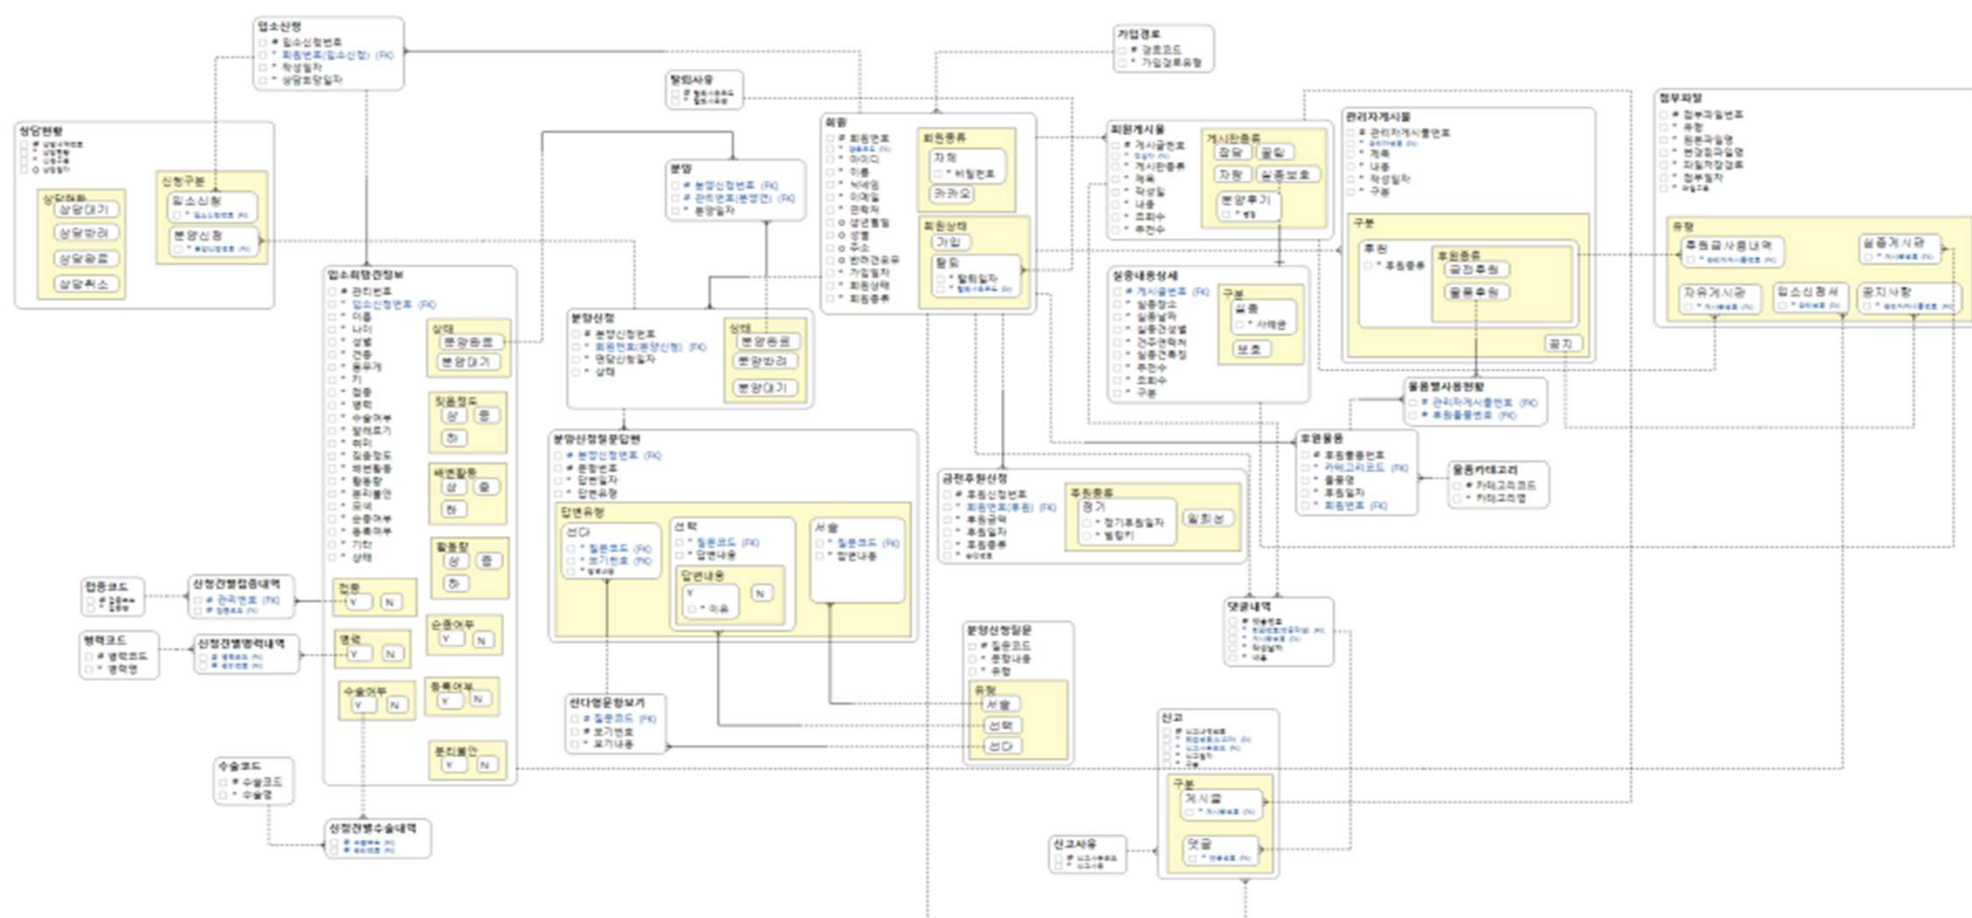 입소신청
# 입소신청번호
* 회원번호(입소신청) (FK)
* 작성일자
* 상담희망일자
가입경로
# 경로코드
* 가입경로유형
탈퇴사유
상담현황
상담현황
상담대기
상담반려
상담완료
상담취소
신청구분
입소신청
분양신청
분양
# 분양신청번호 (FK)
# 관리번호(분양견) (FK)
* 분양일자
회원
# 회원번호
* 아이디
* 이름
* 닉네임
* 이메일
* 연락처
o 생년월일
o 성별
o 주소
o 반려견유무
* 가입일자
* 회원상태
* 회원종류
회원종류
자체
* 비밀번호
카카오
회원상태
가입
탈퇴
* 탈퇴일자
회원게시물
# 게시글번호
* 게시판종류
* 제목
* 작성일
* 내용
* 조회수
* 추천수
게시판종류
잡담
꿀팁
자랑
실종보호
분양후기
관리자게시물
# 관리자게시물번호
* 제목
* 내용
* 작성일자
* 구분
구분
후원
* 후원종류
후원종류
금전후원
물품후원
공지
첨부파일
# 첨부파일번호
* 유형
* 원본파일명
* 변경된파일명
* 파일저장경로
* 첨부일자
유형
후원금사용내역
실종게시판
자유게시판
입소신청서
공지사항
입소희망견정보
# 관리번호
* 입소신청번호 (FK)
* 이름
* 나이
* 성별
* 견종
* 몸무게
* 키
* 접종
* 병력
* 수술여부
* 알레르기
* 취미
* 짖음정도
* 배변활동
* 활동량
* 분리불안
* 모색
* 순종여부
* 등록여부
* 기타
* 상태
상태
분양완료
분양대기
짖음정도
상
중
하
배변활동
상
중
하
활동량
상
중
하
접종
Y
N
병력
Y
N
수술여부
Y
N
순종여부
Y
N
등록여부
Y
N
분리불안
Y
N
분양신청
# 분양신청번호
* 회원번호(분양신청) (FK)
* 면담신청일자
* 상태
상태
분양완료
분양반려
분양대기
실종내용상세
# 게시글번호 (FK)
* 실종장소
* 실종날짜
* 실종견성별
* 견주연락처
* 실종견특징
* 추천수
* 조회수
* 구분
구분
실종
* 사례금
보호
물품별사용현황
# 관리자게시물번호 (FK)
# 후원물품번호 (FK)
후원물품
# 후원물품번호
* 카테고리코드 (FK)
* 물품명
* 후원일자
* 회원번호 (FK)
물품카테고리
# 카테고리코드
* 카테고리명
분양신청질문답변
# 분양신청번호 (FK)
# 문항번호
* 답변일자
* 답변유형
답변유형
선다
* 질문코드 (FK)
* 보기번호 (FK)
선택
* 질문코드 (FK)
* 답변내용
답변내용
Y
* 이유
N
서술
* 질문코드 (FK)
* 답변내용
금전후원신청
# 후원신청번호
* 회원번호(후원) (FK)
* 후원금액
* 후원일자
* 후원종류
후원종류
정기
* 정기후원일자
* 빌링키
일회성
접종코드
신청견별접종내역
# 관리번호 (FK)
병력코드
# 병력코드
* 병력명
신청견별병력내역
수술코드
# 수술코드
* 수술명
신청견별수술내역
선다형문항보기
# 질문코드 (FK)
# 보기번호
* 보기내용
분양신청질문
# 질문코드
* 문항내용
* 유형
유형
서술
선택
선다
댓글내역
신고
구분
게시글
댓글
신고사유